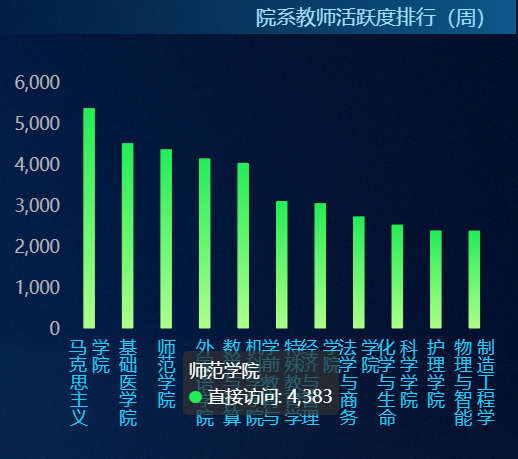 院系教师活跃度排行（周）
6,000
5,000
4,000
3,000
2,000
1,000
0
马克思主义学院
基础医学院
师范学院
法学与商务学院
化学与生命科学学院
护理学院
物理与智能制造工程学
师范学院
直接访问: 4,383